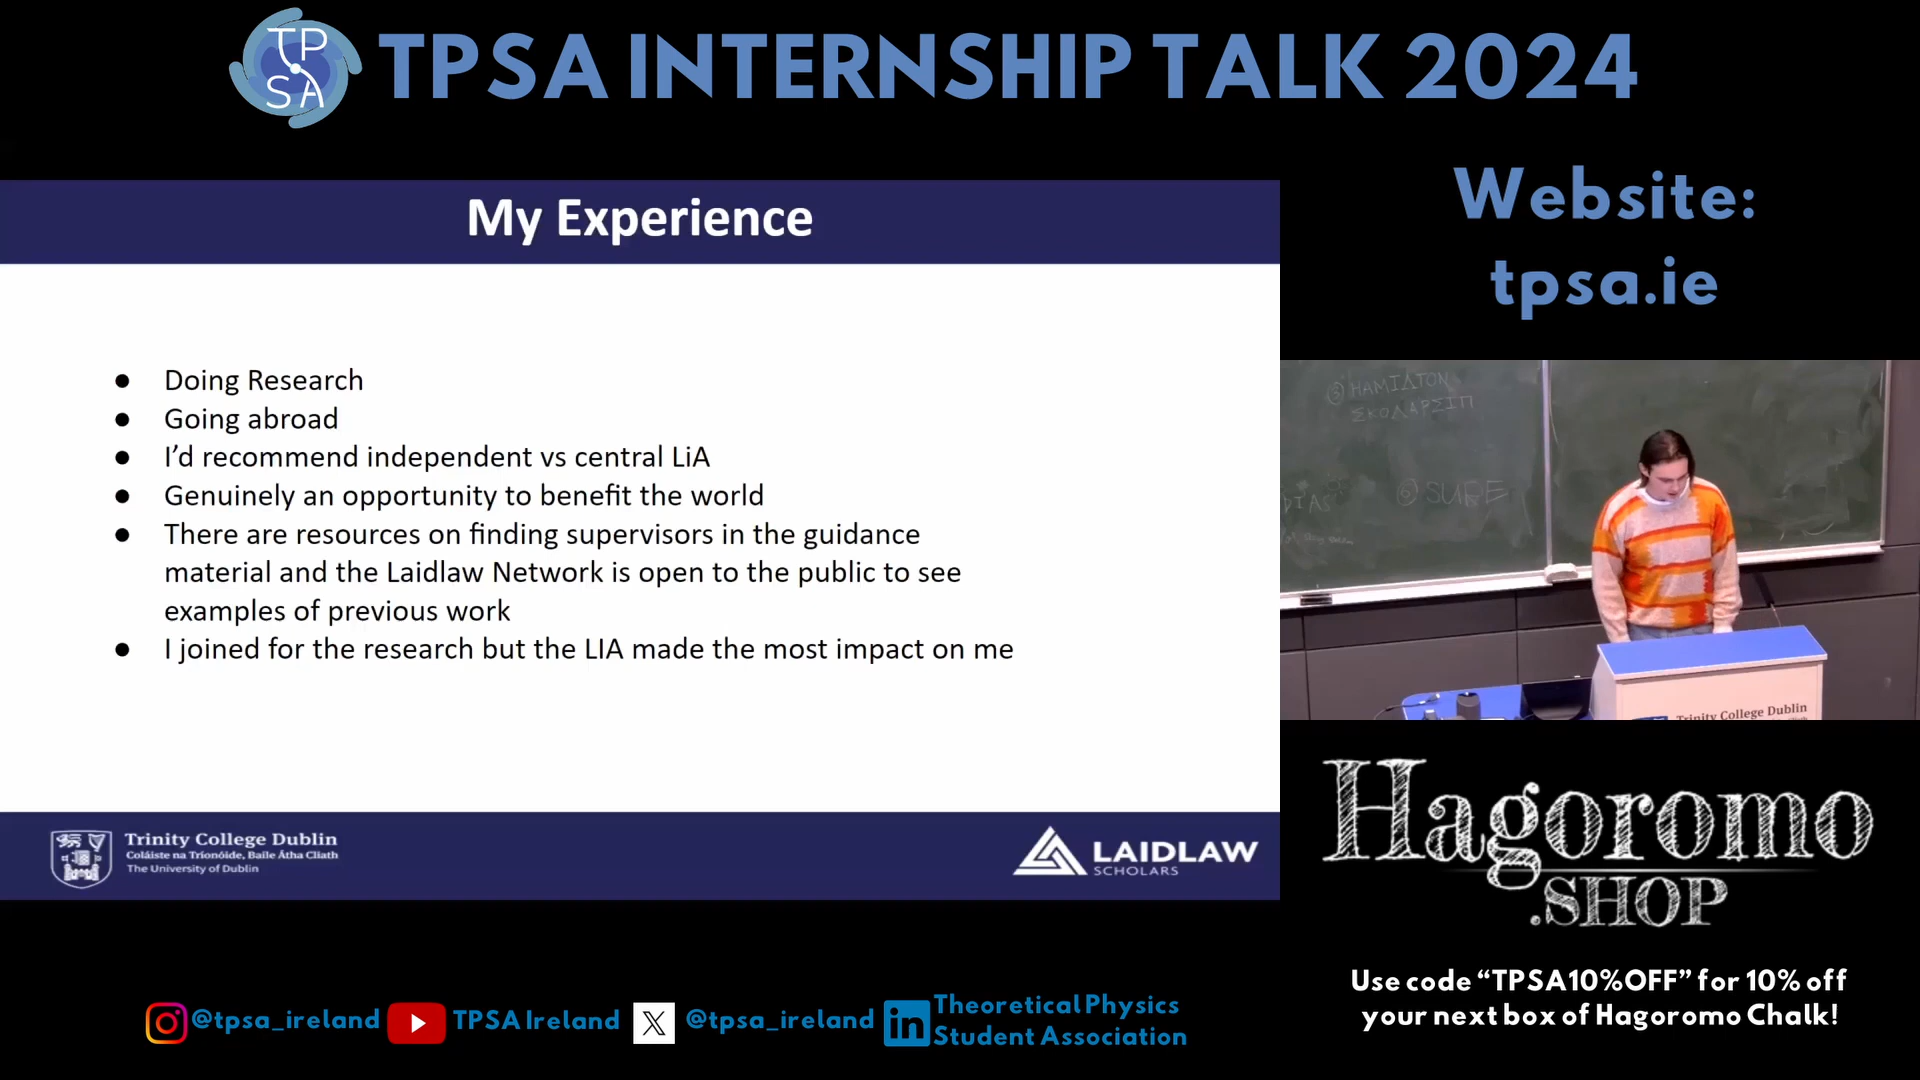 TP
SA
TPSA INTERNSHIP TALK 2024
My Experience
● Doing Research
● Going abroad
● I’d recommend independent vs central LiA
● Genuinely an opportunity to benefit the world
● There are resources on finding supervisors in the guidance
material and the Laidlaw Network is open to the public to see
examples of previous work
● I joined for the research but the LIA made the most impact on me
Trinity College Dublin
Coláiste na Tríonóide, Baile Átha Cliath
The University of Dublin
LAIDLAW
SCHOLARS
Website:
tpsa.ie
③ ΗΑΜΙΛΤΟΝ
ΣΚΟΛΑΡΣΙΠ
⑥ SURE
Trinity College Dublin
Hagoromo
.SHOP
Use code “TPSA10%OFF” for 10% off
your next box of Hagoromo Chalk!
@tpsa_ireland
TPSA Ireland
@tpsa_ireland
in
Theoretical Physics
Student Association